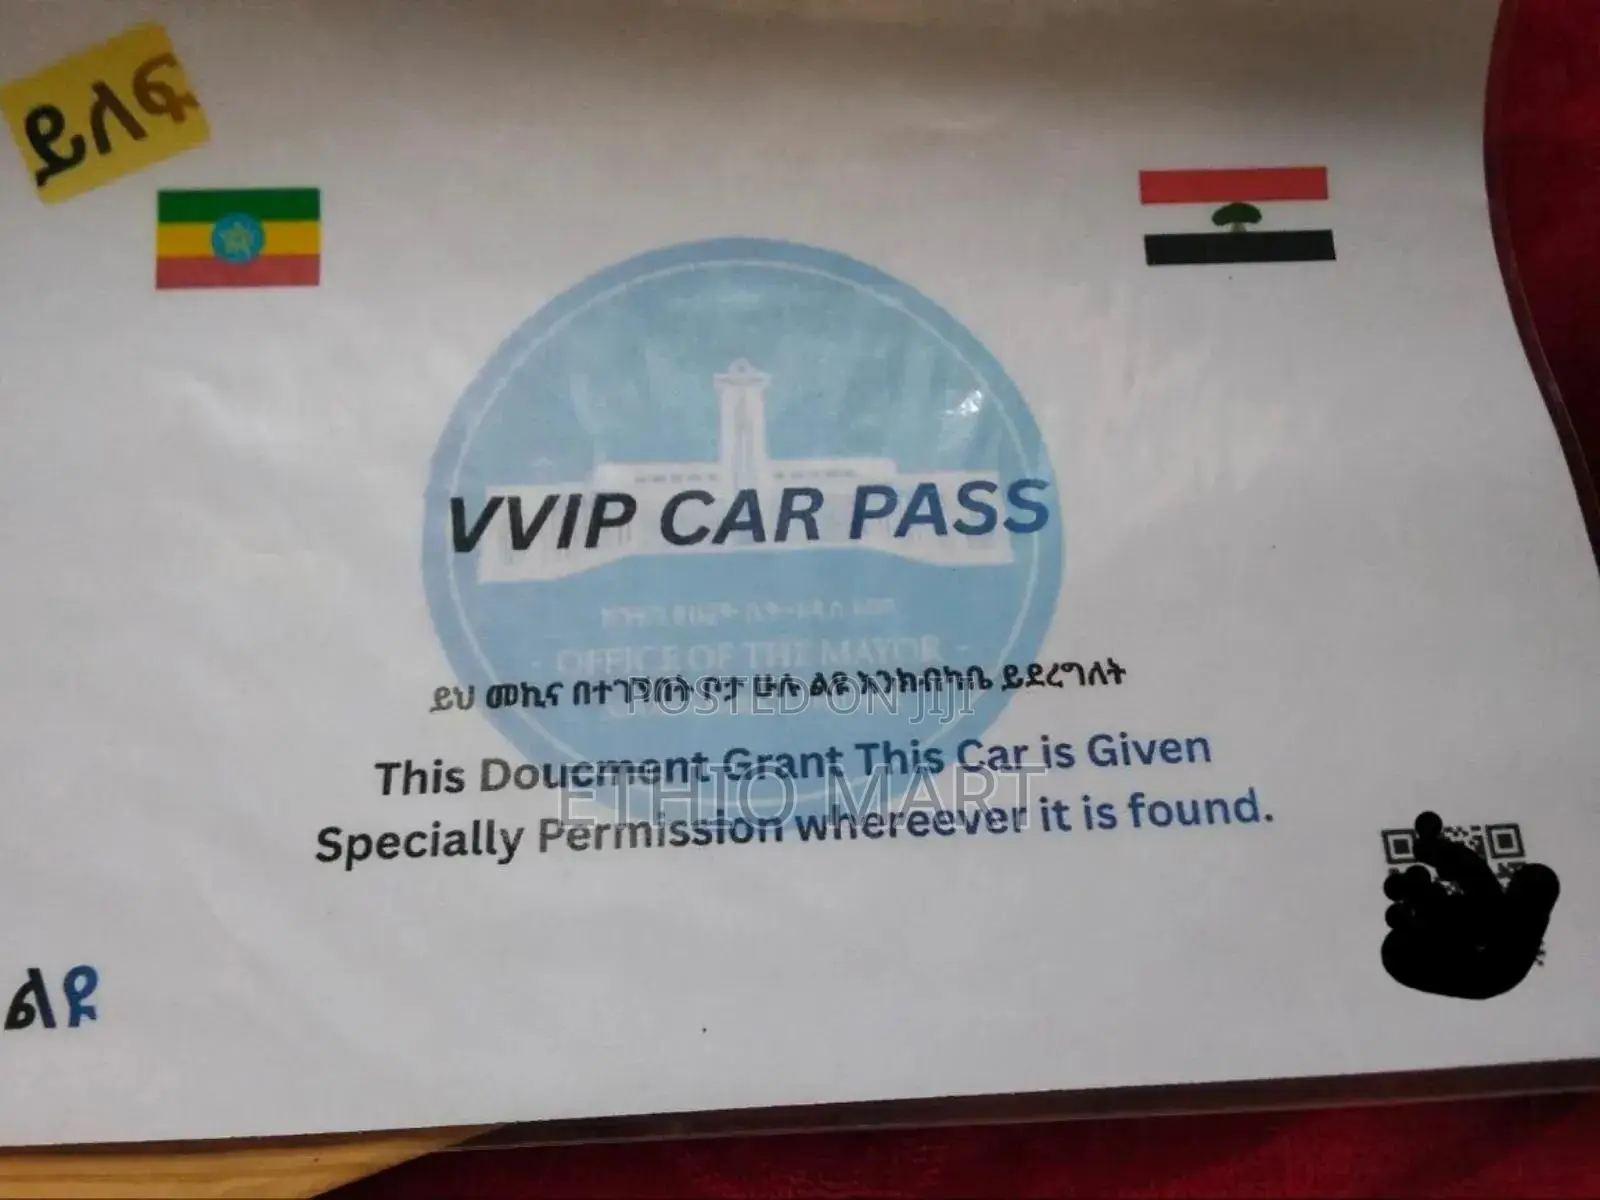 ይለፍ
VVIP CAR PASS
- OFFICE OF THE MAYOR -
ይህ መኪና በተገኘበት ቦታ ሁሉ ልዩ እንክብካቤ ይደረግለት
POSTED ON JIJI
This Doucment Grant This Car is Given
ETHIO MART
Specially Permission whereever it is found.
ልዩ